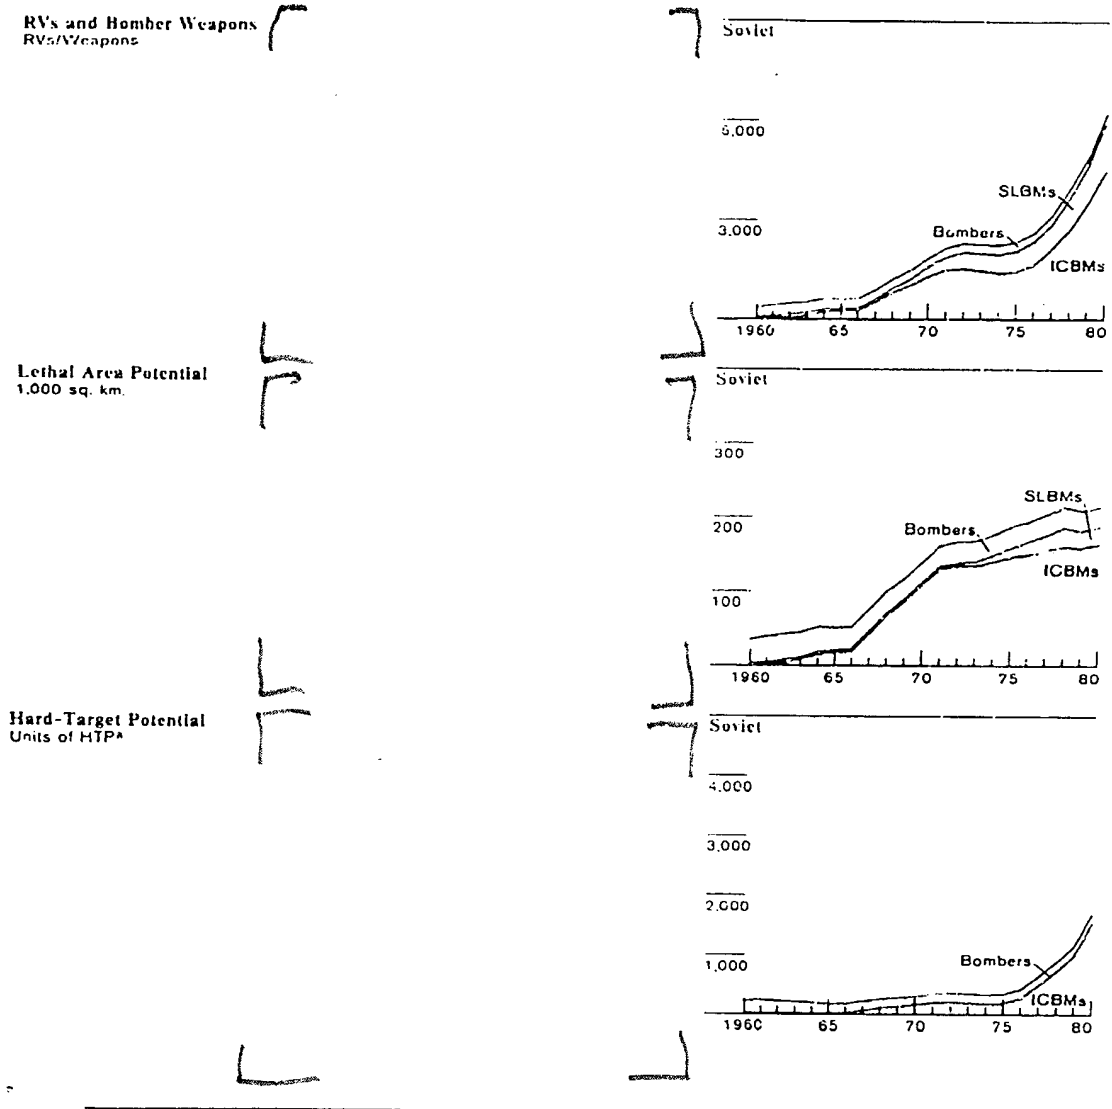 RVs and Bomber Weapons
RVs/Weapons
Soviet
6,000
SLBMs
3,000
Bombers
ICBMs
1960 65 70 75 80
Lethal Area Potential
1,000 sq. km.
Soviet
300
SLBMs
200
Bombers
ICBMs
100
1960 65 70 75 80
Hard-Target Potential
Units of HTP
Soviet
4,000
3,000
2,000
Bombers
1,000
ICBMs
1960 65 70 75 80